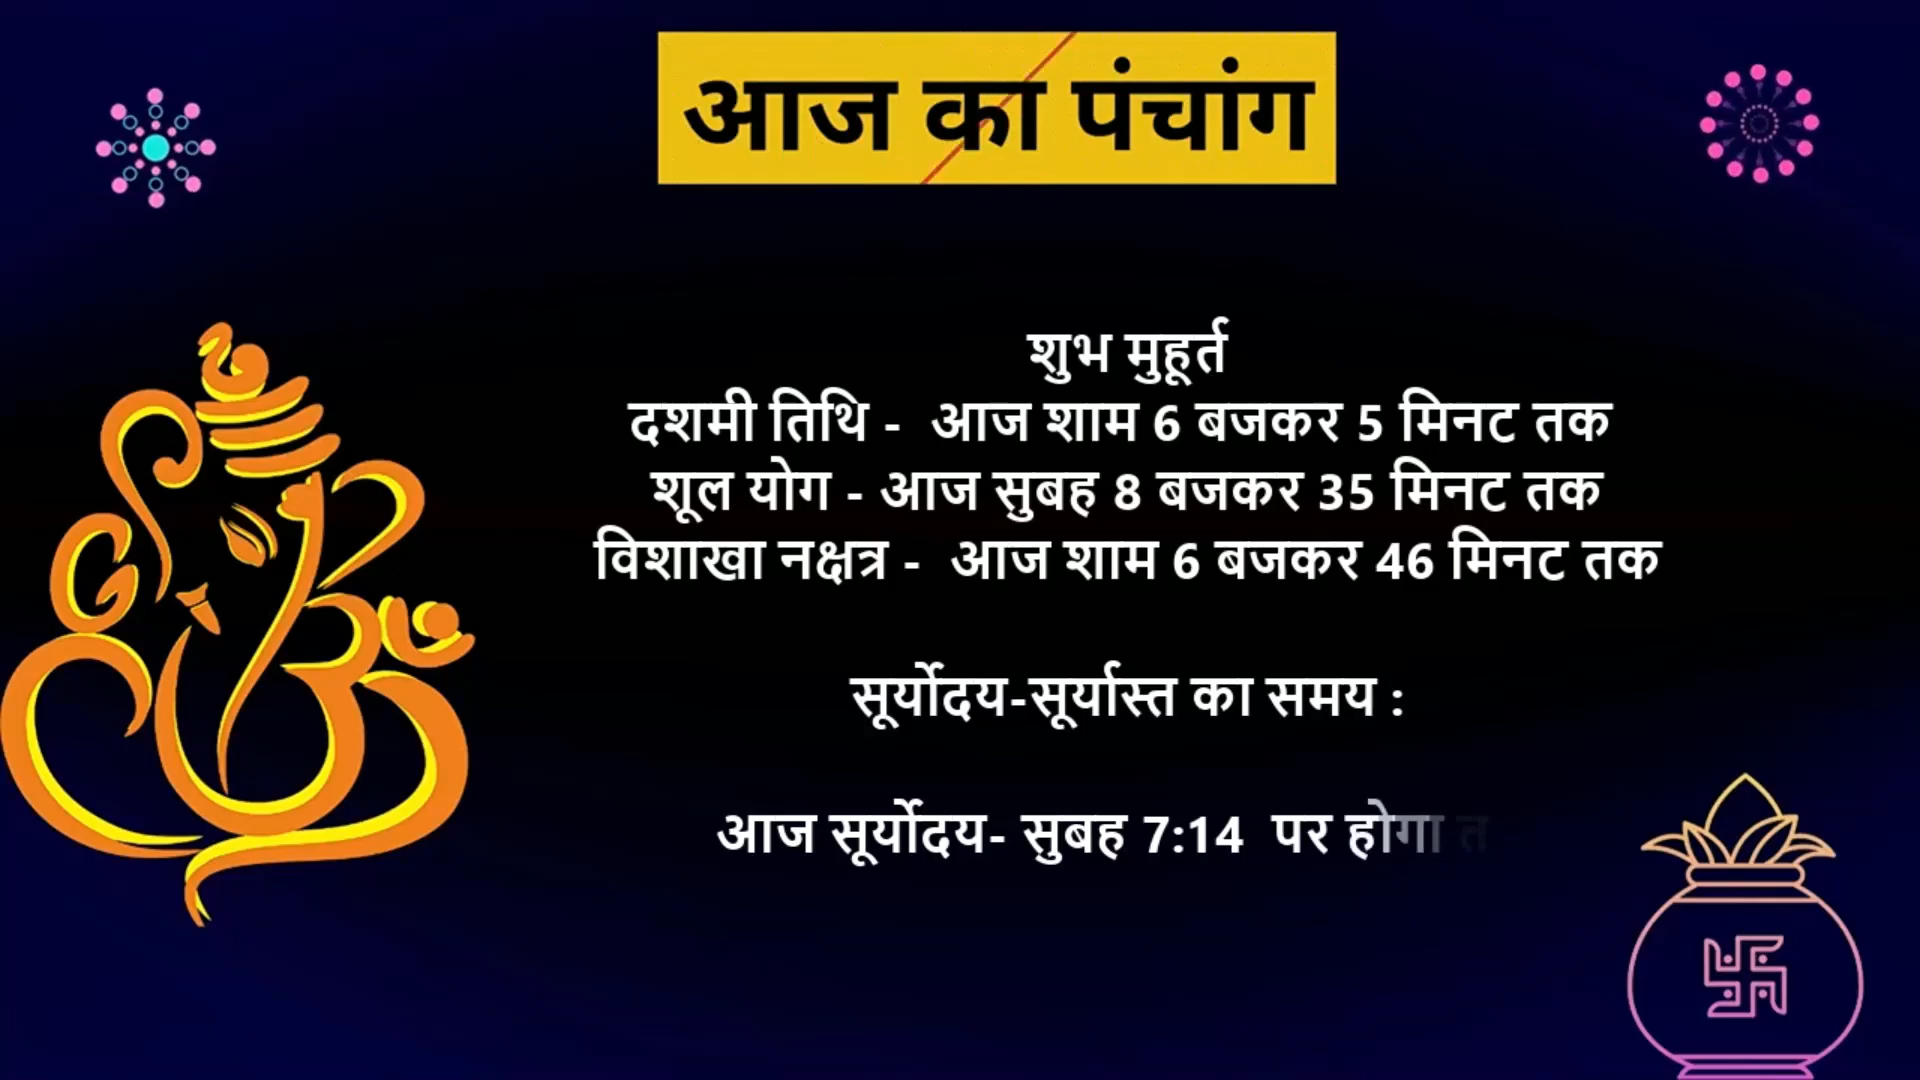 आज का पंचांग
शुभ मुहूर्त
दशमी तिथि - आज शाम 6 बजकर 5 मिनट तक
शूल योग - आज सुबह 8 बजकर 35 मिनट तक
विशाखा नक्षत्र - आज शाम 6 बजकर 46 मिनट तक
सूर्योदय-सूर्यास्त का समय :
आज सूर्योदय- सुबह 7:14 पर होगा